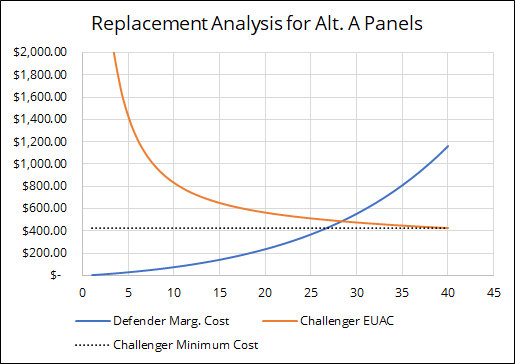 Replacement Analysis for Alt. A Panels
$2,000.00
$1,800.00
$1,600.00
$1,400.00
$1,200.00
$1,000.00
$800.00
$600.00
$400.00
$200.00
$-
0 5 10 15 20 25 30 35 40 45
Defender Marg. Cost Challenger EUAC
Challenger Minimum Cost